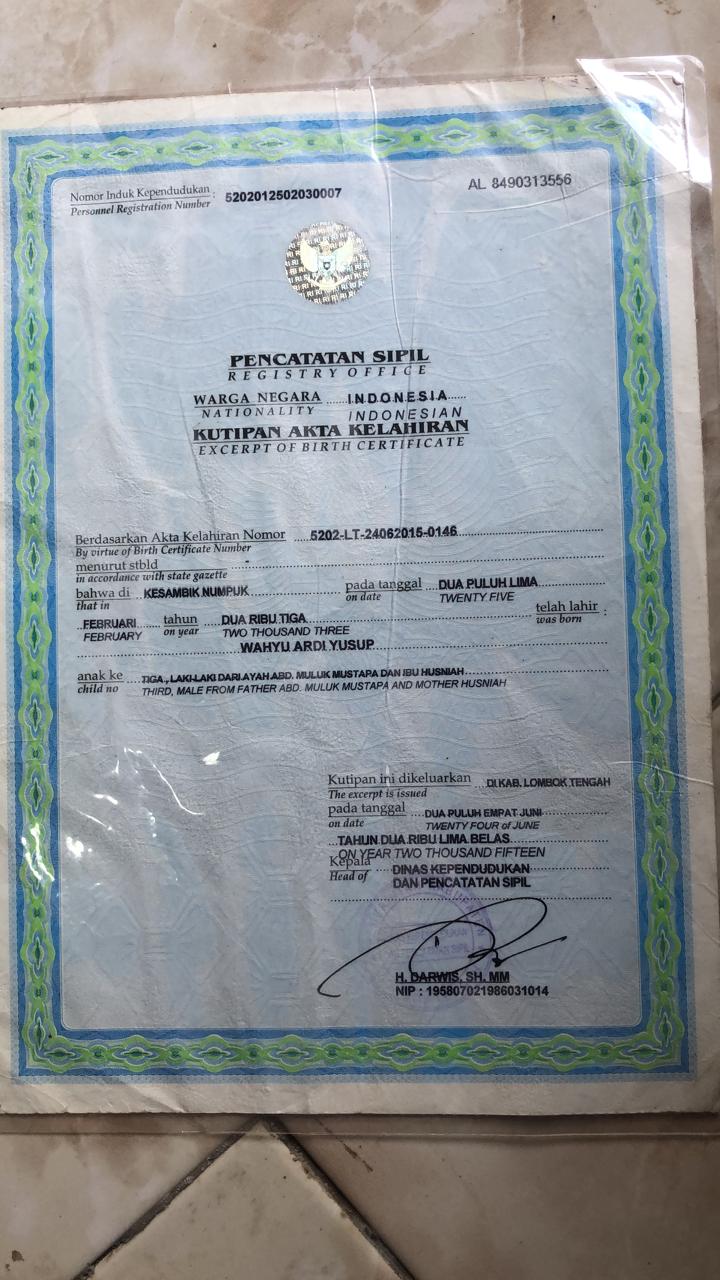 Nomor Induk Kependudukan : 5202012502030007
Personnel Registration Number
AL 8490313556
PENCATATAN SIPIL
REGISTRY OFFICE
WARGA NEGARA ......INDONESIA......
NATIONALITY INDONESIAN
KUTIPAN AKTA KELAHIRAN
EXCERPT OF BIRTH CERTIFICATE
Berdasarkan Akta Kelahiran Nomor 5202-LT-24062015-0146
By virtue of Birth Certificate Number
menurut stbld -
in accordance with state gazette
bahwa di KESAMBIK NUMPUK pada tanggal DUA PULUH LIMA
that in on date TWENTY FIVE
FEBRUARI tahun DUA RIBU TIGA telah lahir :
FEBRUARY on year TWO THOUSAND THREE was born
WAHYU ARDI YUSUP
anak ke TIGA , LAKI-LAKI DARI AYAH ABD. MULUK MUSTAPA DAN IBU HUSNIAH
child no THIRD, MALE FROM FATHER ABD. MULUK MUSTAPA AND MOTHER HUSNIAH
Kutipan ini dikeluarkan DI KAB. LOMBOK TENGAH
The excerpt is issued
pada tanggal DUA PULUH EMPAT JUNI
on date TWENTY FOUR of JUNE
TAHUN DUA RIBU LIMA BELAS
ON YEAR TWO THOUSAND FIFTEEN
Kepala DINAS KEPENDUDUKAN
Head of DAN PENCATATAN SIPIL
H. DARWIS, SH. MM
NIP : 195807021986031014